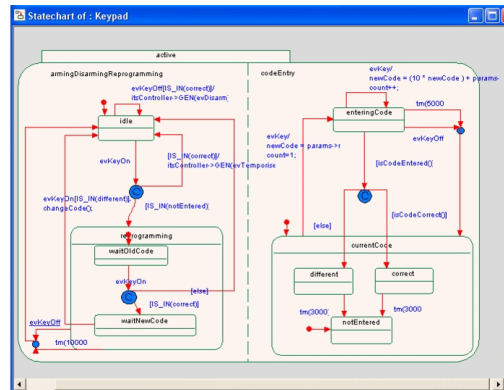 Statechart of : Keypad
active
armingDisarmingReprogramming
codeEntry
evKeyOff[IS_IN(correct)]/
itsController->GEN(evDisarm(
idle
evKeyOn
[IS_IN(correct)]/
itsController->GEN(evTemporise
evKeyOn[IS_IN(different)],
changeCode();
[IS_IN(notEntered)]
reprogramming
waitOldCode
evKeyOn
[else]
[IS_IN(correct)]
waitNewCode
evKeyOff
tm(10000
evKey/
newCode = (10 * newCode ) + params-
count++;
enteringCode
tm(5000
evKeyOff
evKey/
newCode = params->
count=1;
[isCodeEntered()
[else]
[isCodeCorrect()]
currentCode
different
correct
tm(3000)
tm(3000
notEntered